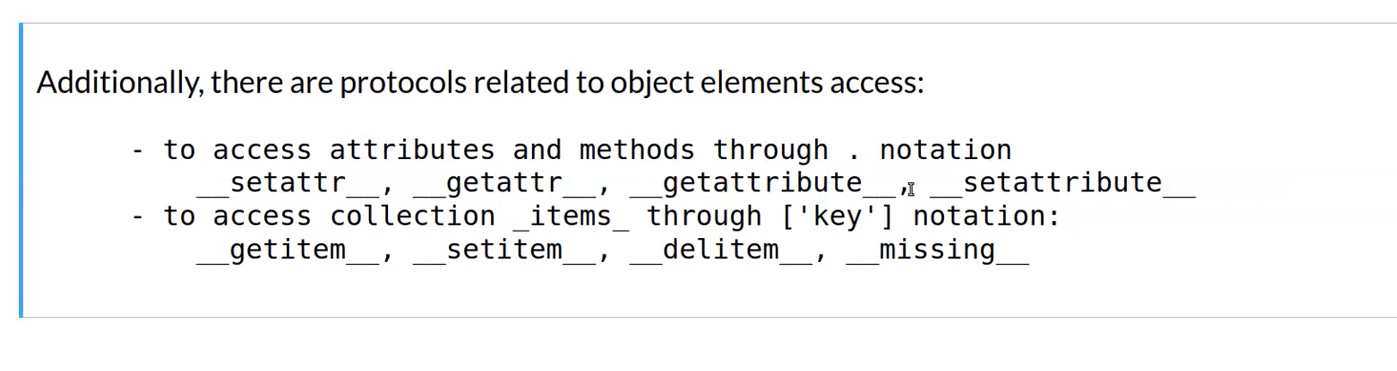 Additionally, there are protocols related to object elements access:
- to access attributes and methods through . notation
__setattr__, __getattr__, __getattribute__, __setattribute__
- to access collection _items_ through ['key'] notation:
__getitem__, __setitem__, __delitem__, __missing__